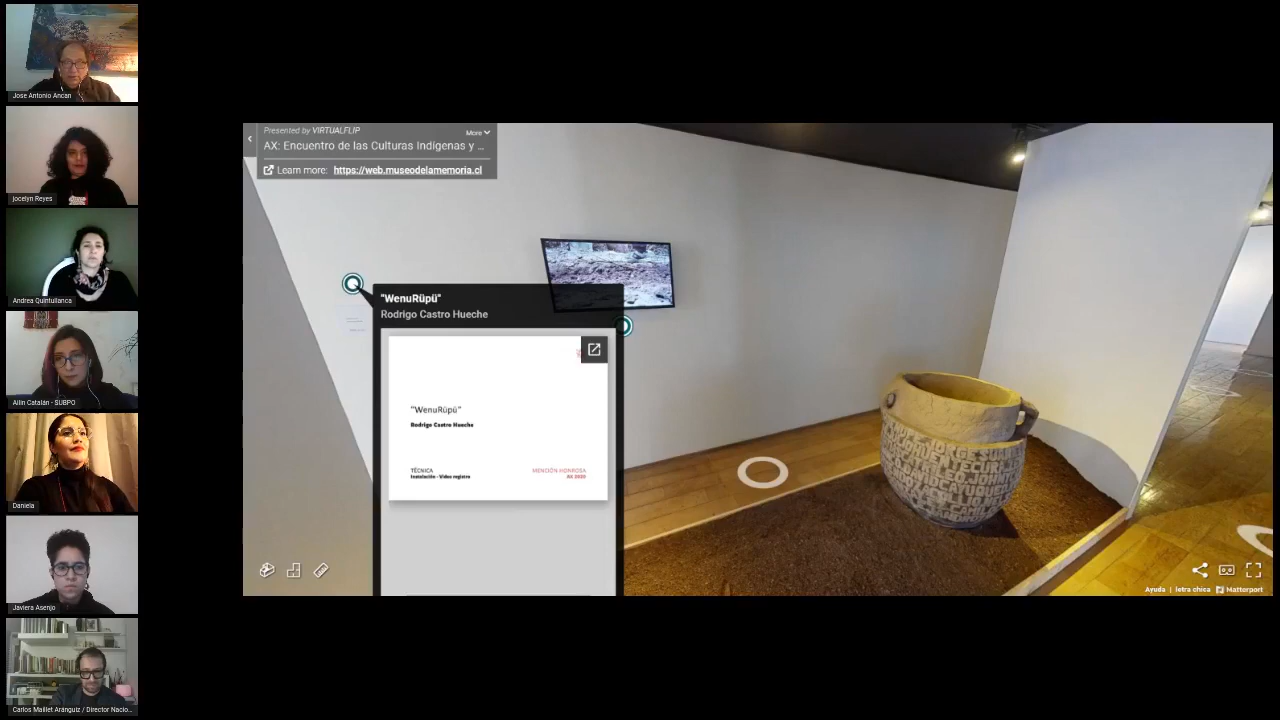 Jose Antonio Ancan
jocelyn Reyes
Andrea Quintullanca
Ailin Catalán - SUBPO
Daniela
Javiera Asenjo
Carlos Maillet Aránguiz / Director Nacio...
Presented by VIRTUALFLIP
More
AX: Encuentro de las Culturas Indígenas y ...
Learn more: https://web.museodelamemoria.cl
"WenuRüpü"
Rodrigo Castro Hueche
"WenuRüpü"
Rodrigo Castro Hueche
TÉCNICA
Instalación - Video registro
MENCIÓN HONROSA
AX 2020
Ayuda | letra chica Matterport